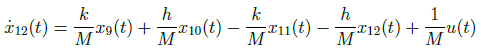 ẋ₁₂(t) = k/M x₉(t) + h/M x₁₀(t) − k/M x₁₁(t) − h/M x₁₂(t) + 1/M u(t)